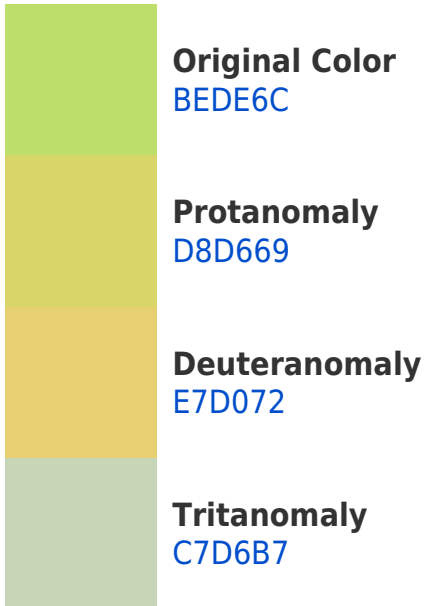 Original Color
BEDE6C
Protanomaly
D8D669
Deuteranomaly
E7D072
Tritanomaly
C7D6B7